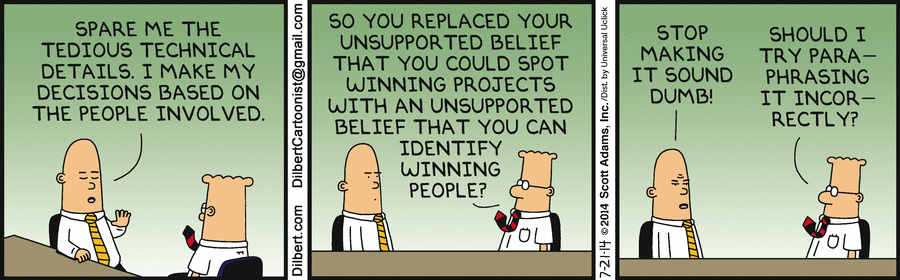 SPARE ME THE
TEDIOUS TECHNICAL
DETAILS. I MAKE MY
DECISIONS BASED ON
THE PEOPLE INVOLVED.
Dilbert.com DilbertCartoonist@gmail.com
SO YOU REPLACED YOUR
UNSUPPORTED BELIEF
THAT YOU COULD SPOT
WINNING PROJECTS
WITH AN UNSUPPORTED
BELIEF THAT YOU CAN
IDENTIFY
WINNING
PEOPLE?
7-21-14 ©2014 Scott Adams, Inc. /Dist. by Universal Uclick
STOP
MAKING
IT SOUND
DUMB!
SHOULD I
TRY PARA-
PHRASING
IT INCOR-
RECTLY?